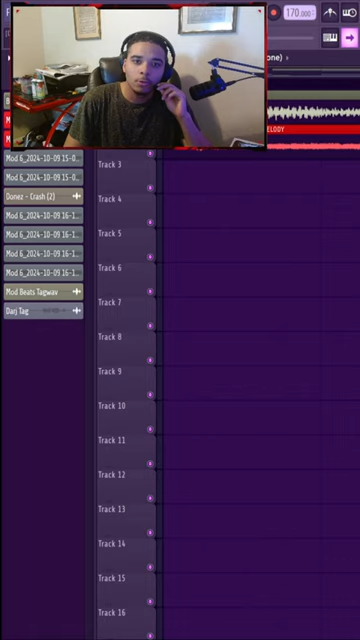 170.000
one)
ELODY
Mod 6_2024-10-09 15-0...
Track 3
Mod 6_2024-10-09 15-0...
Donez - Crash (2)
Track 4
Mod 6_2024-10-09 16-1...
Mod 6_2024-10-09 16-1...
Track 5
Mod 6_2024-10-09 16-1...
Mod 6_2024-10-09 16-1...
Track 6
Mod Beats Tagwav
Track 7
Darj Tag
Track 8
Track 9
Track 10
Track 11
Track 12
Track 13
Track 14
Track 15
Track 16